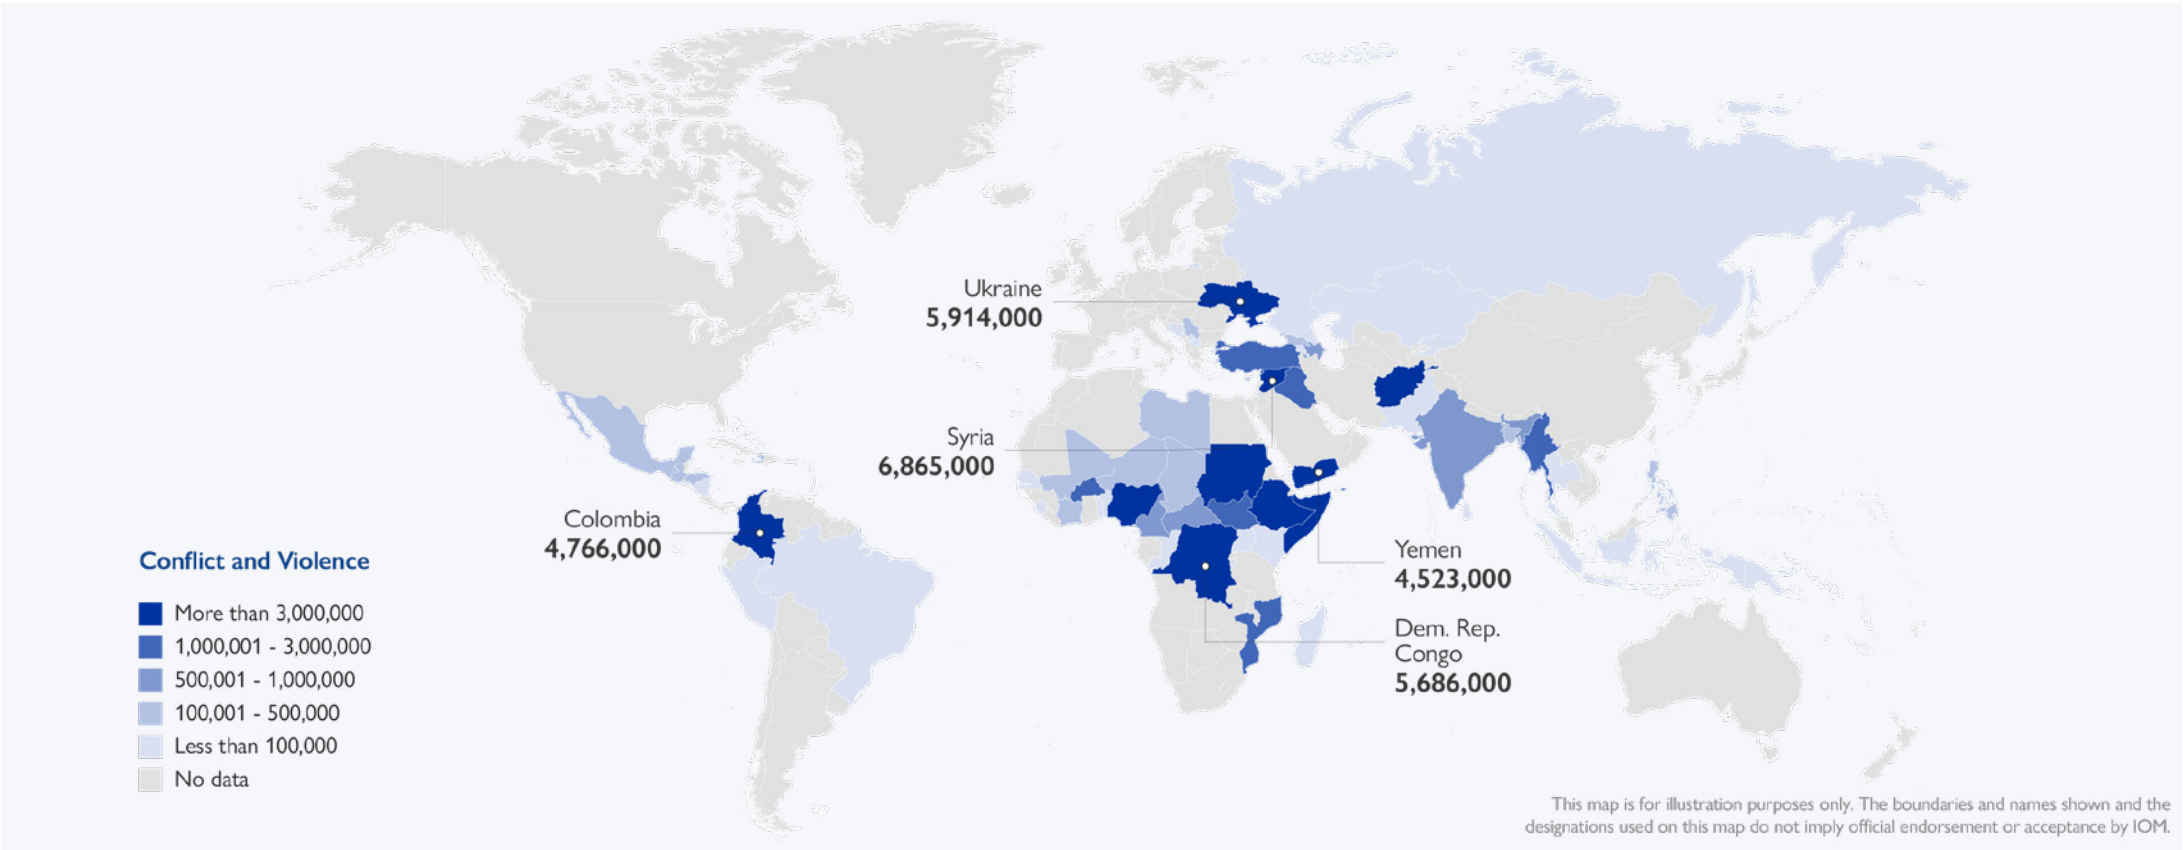 Ukraine
5,914,000
Syria
6,865,000
Colombia
4,766,000
Yemen
4,523,000
Dem. Rep.
Congo
5,686,000
Conflict and Violence
More than 3,000,000
1,000,001 - 3,000,000
500,001 - 1,000,000
100,001 - 500,000
Less than 100,000
No data
This map is for illustration purposes only. The boundaries and names shown and the
designations used on this map do not imply official endorsement or acceptance by IOM.